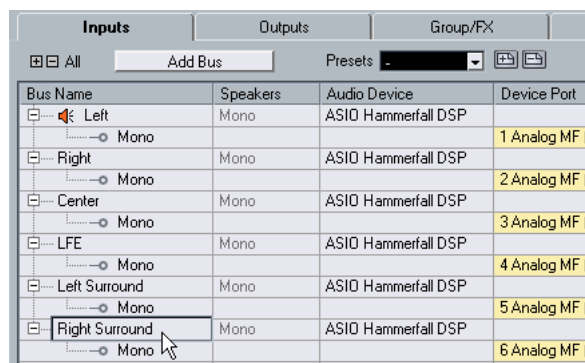 Inputs Outputs Group/FX
All Add Bus Presets -
Bus Name Speakers Audio Device Device Port
Left Mono ASIO Hammerfall DSP
Mono 1 Analog MF
Right Mono ASIO Hammerfall DSP
Mono 2 Analog MF
Center Mono ASIO Hammerfall DSP
Mono 3 Analog MF
LFE Mono ASIO Hammerfall DSP
Mono 4 Analog MF
Left Surround Mono ASIO Hammerfall DSP
Mono 5 Analog MF
Right Surround Mono ASIO Hammerfall DSP
Mono 6 Analog MF